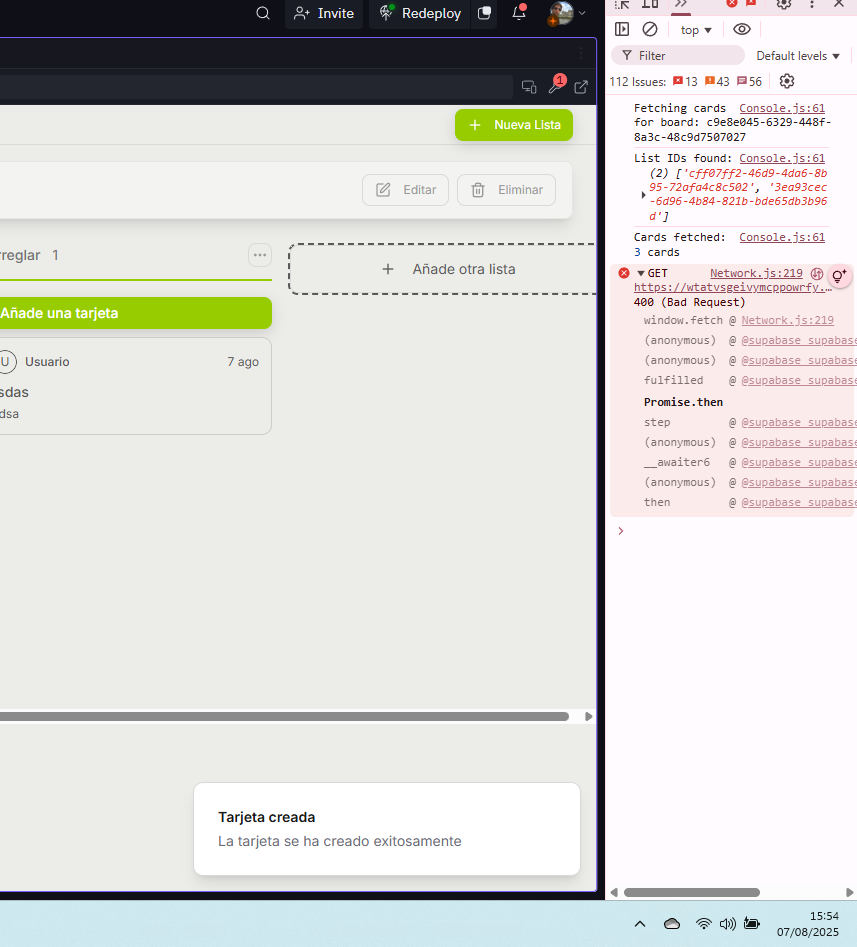 Invite
Redeploy
top
Filter
Default levels
1
112 Issues: 13 43 56
Nueva Lista
Fetching cards Console.js:61
for board: c9e8e045-6329-448f-
8a3c-48c9d7507027
List IDs found: Console.js:61
(2) ['cff07ff2-46d9-4da6-8b
95-72afa4c8c502', '3ea93cec
-6d96-4b84-821b-bde65db3b96
d']
Editar
Eliminar
Cards fetched: Console.js:61
3 cards
rreglar 1
Añade otra lista
GET Network.js:219
https://wtatvsgeivymcppowrfy.…
400 (Bad Request)
Añade una tarjeta
window.fetch @ Network.js:219
(anonymous) @ @supabase_supabase
(anonymous) @ @supabase_supabase
fulfilled @ @supabase_supabase
Promise.then
step @ @supabase_supabase
(anonymous) @ @supabase_supabase
__awaiter6 @ @supabase_supabase
(anonymous) @ @supabase_supabase
then @ @supabase_supabase
U Usuario 7 ago
sdas
dsa
Tarjeta creada
La tarjeta se ha creado exitosamente
15:54
07/08/2025